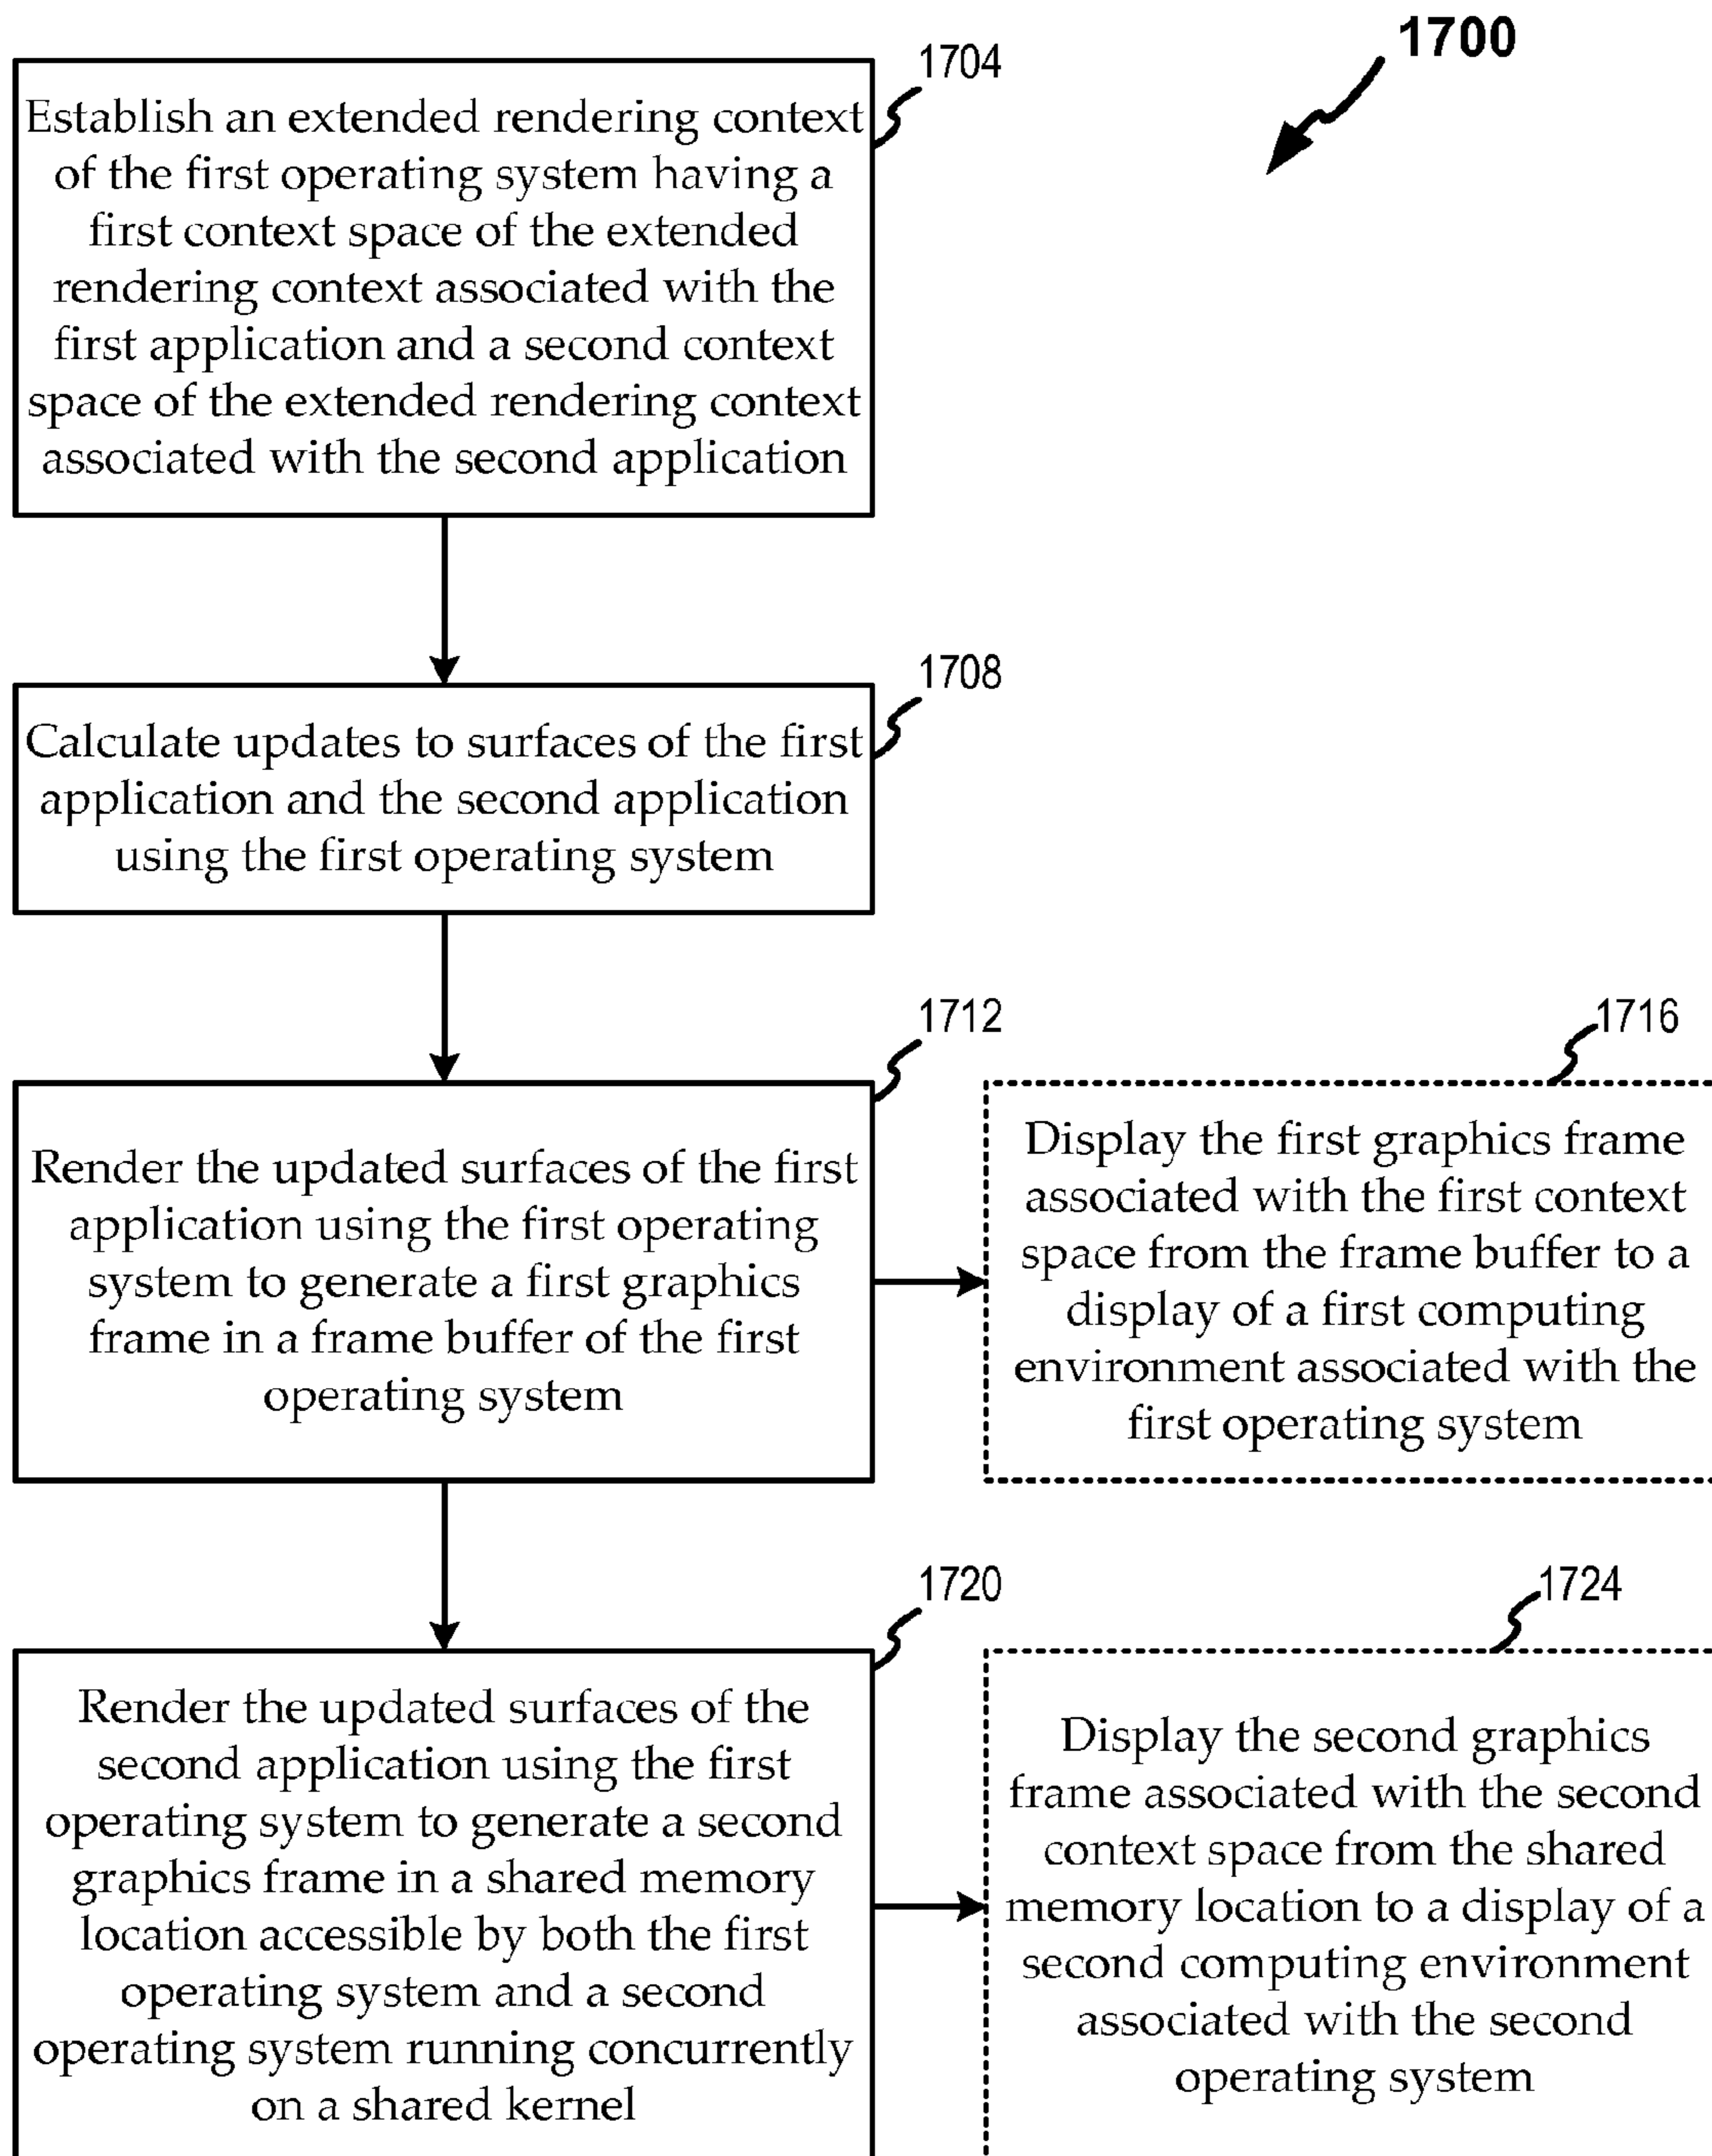 1700
1704
Establish an extended rendering context
of the first operating system having a
first context space of the extended
rendering context associated with the
first application and a second context
space of the extended rendering context
associated with the second application
1708
Calculate updates to surfaces of the first
application and the second application
using the first operating system
1712
Render the updated surfaces of the first
application using the first operating
system to generate a first graphics
frame in a frame buffer of the first
operating system
1716
Display the first graphics frame
associated with the first context
space from the frame buffer to a
display of a first computing
environment associated with the
first operating system
1720
Render the updated surfaces of the
second application using the first
operating system to generate a second
graphics frame in a shared memory
location accessible by both the first
operating system and a second
operating system running concurrently
on a shared kernel
1724
Display the second graphics
frame associated with the second
context space from the shared
memory location to a display of a
second computing environment
associated with the second
operating system